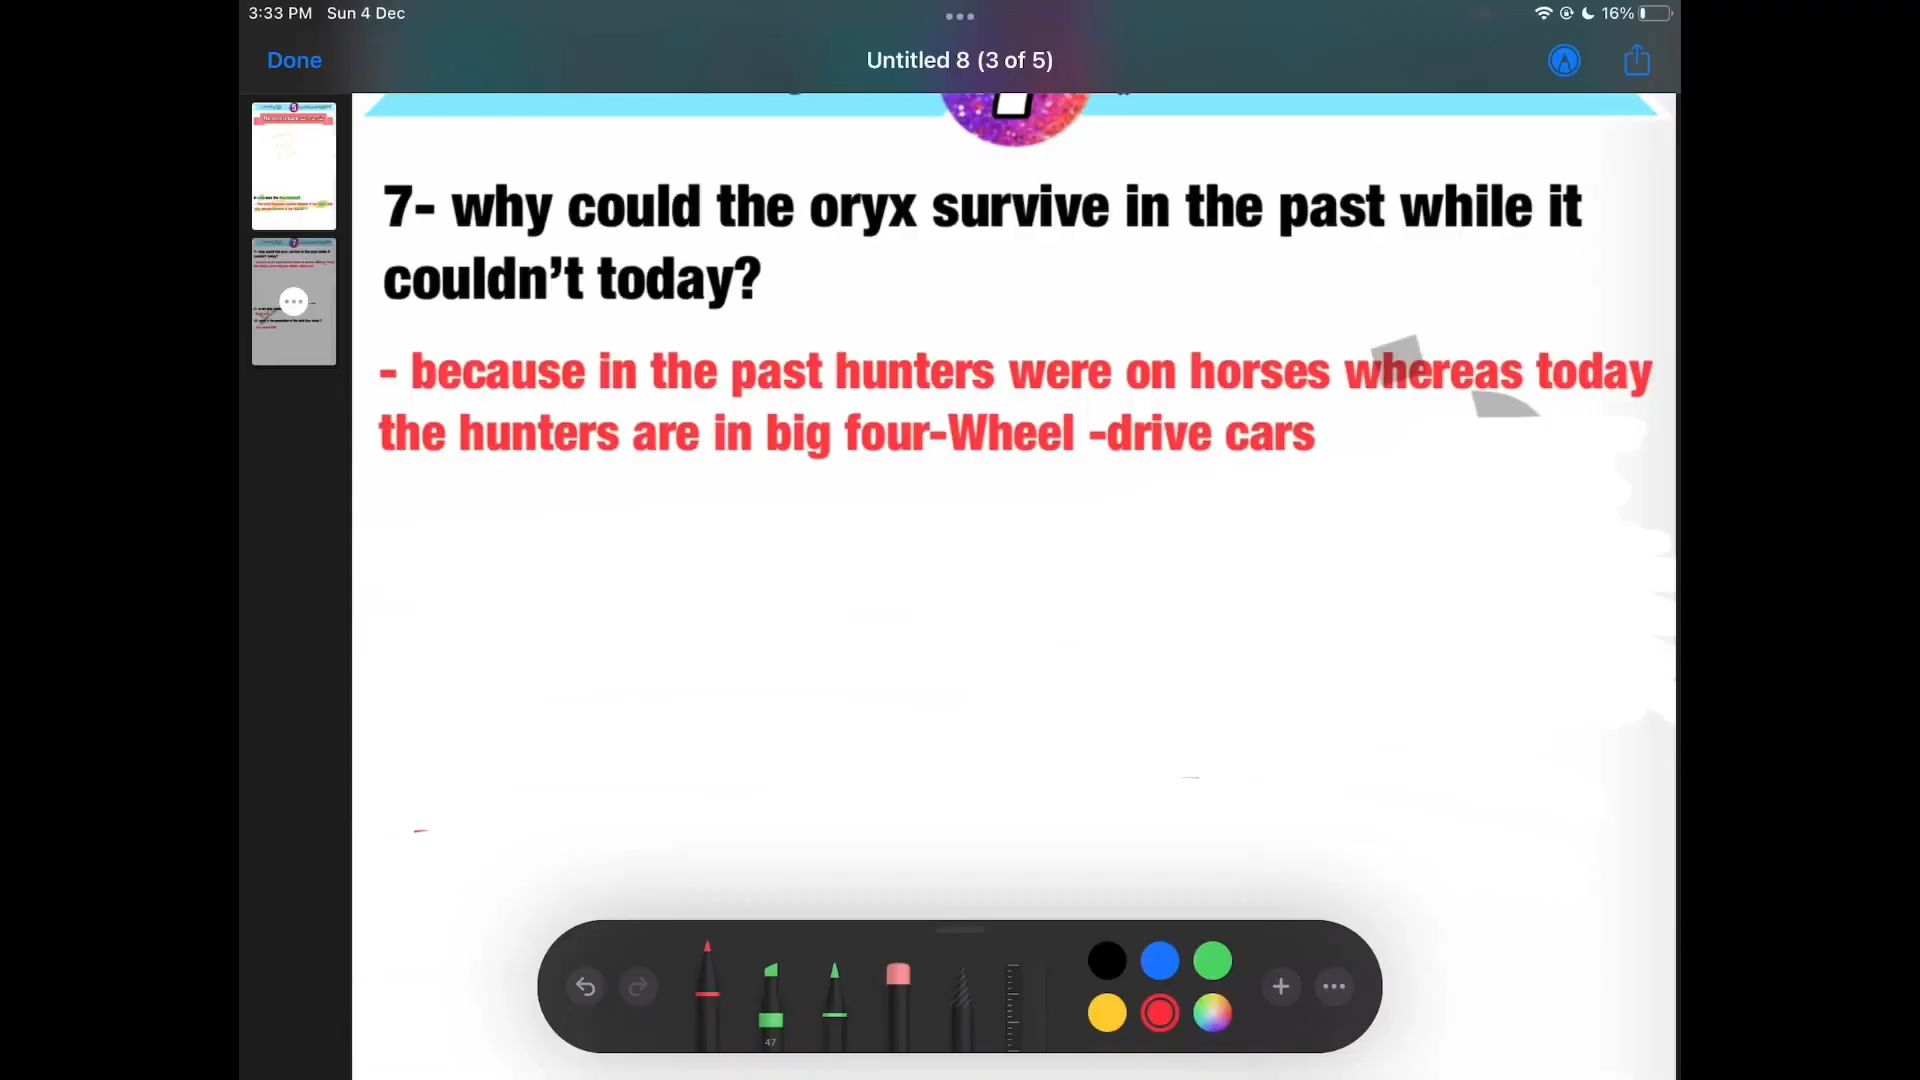 3:33 PM Sun 4 Dec
16%
Done
Untitled 8 (3 of 5)
7- why could the oryx survive in the past while it
couldn’t today?
- because in the past hunters were on horses whereas today
the hunters are in big four-Wheel -drive cars
47